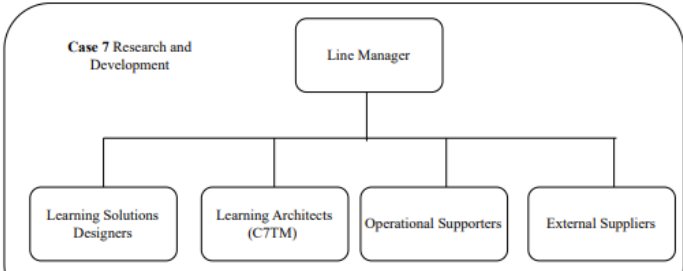 Case 7 Research and
Development
Line Manager
Learning Solutions
Designers
Learning Architects
(C7TM)
Operational Supporters
External Suppliers